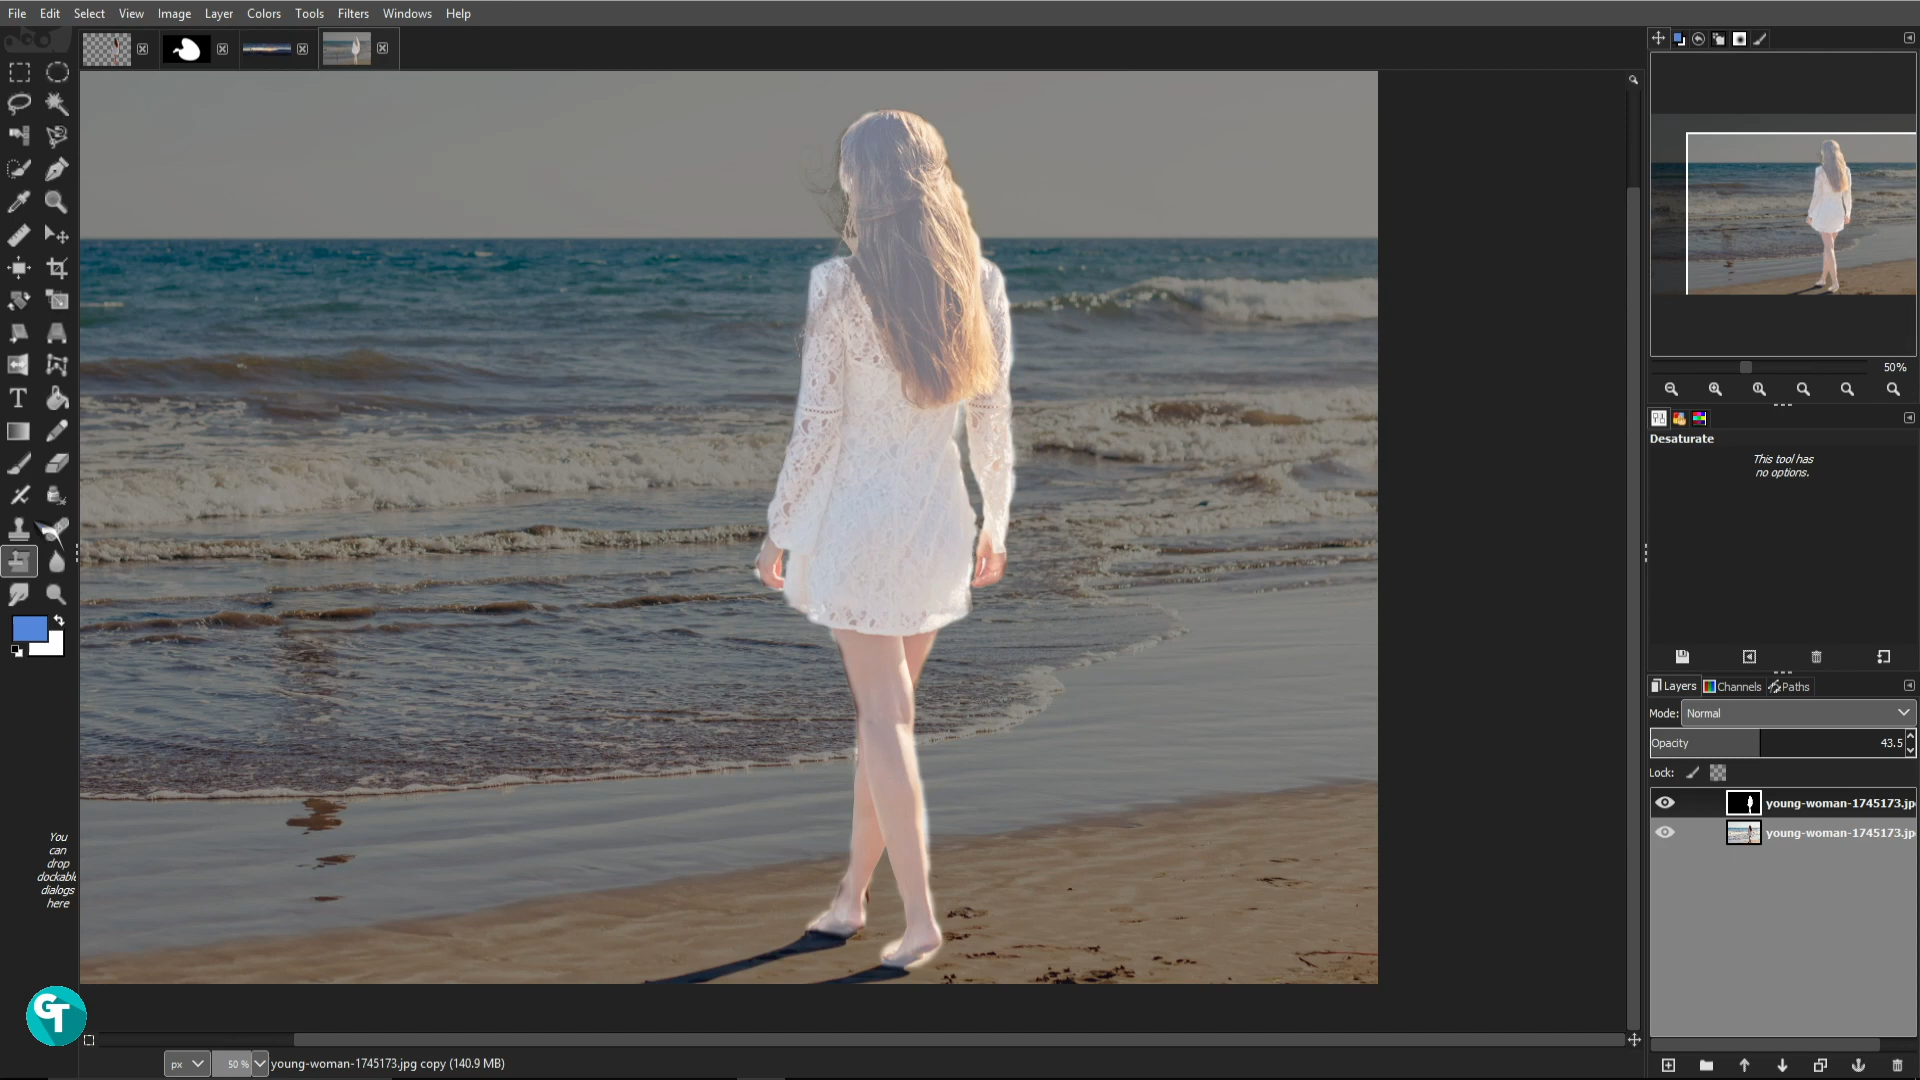 File Edit Select View Image Layer Colors Tools Filters Windows Help
50%
Desaturate
This tool has
no options.
Layers Channels Paths
Mode: Normal
Opacity 43.5
Lock:
young-woman-1745173.jp
young-woman-1745173.jp
You
can
drop
dockable
dialogs
here
GT
px 50 % young-woman-1745173.jpg copy (140.9 MB)